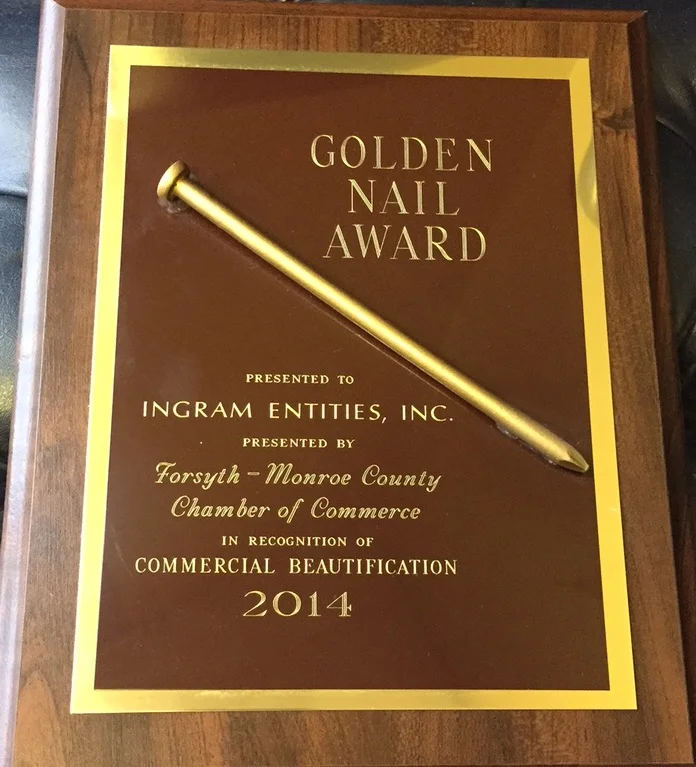 GOLDEN
NAIL
AWARD
PRESENTED TO
INGRAM ENTITIES, INC.
PRESENTED BY
Forsyth - Monroe County
Chamber of Commerce
IN RECOGNITION OF
COMMERCIAL BEAUTIFICATION
2014